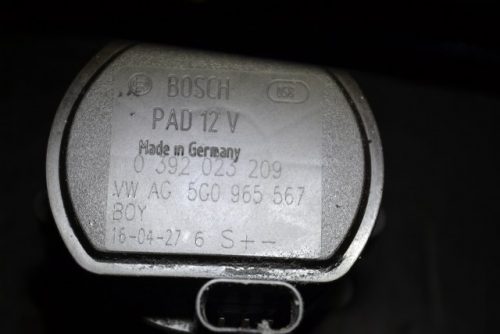 BOSCH
PAD 12 V
Made in Germany
0 392 023 209
VW AG 5G0 965 567
BOY
16-04-27 6 S+-